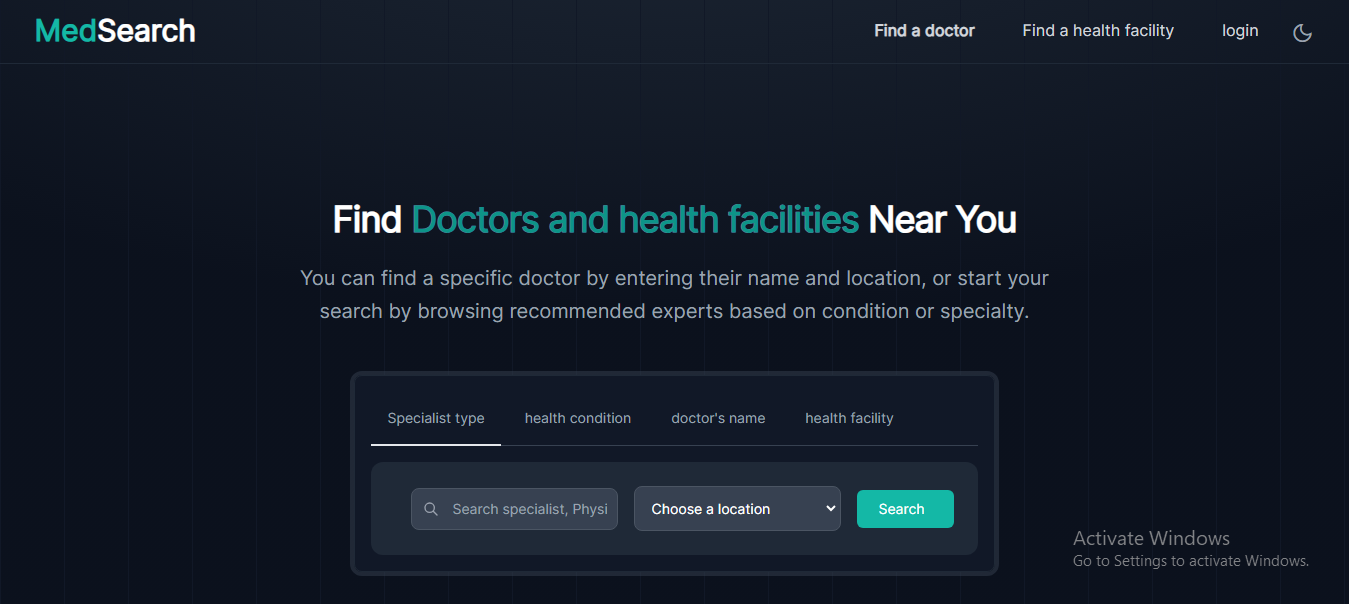 MedSearch
Find a doctor
Find a health facility
login
Find Doctors and health facilities Near You
You can find a specific doctor by entering their name and location, or start your
search by browsing recommended experts based on condition or specialty.
Specialist type
health condition
doctor's name
health facility
Search specialist, Physi
Choose a location
Search
Activate Windows
Go to Settings to activate Windows.